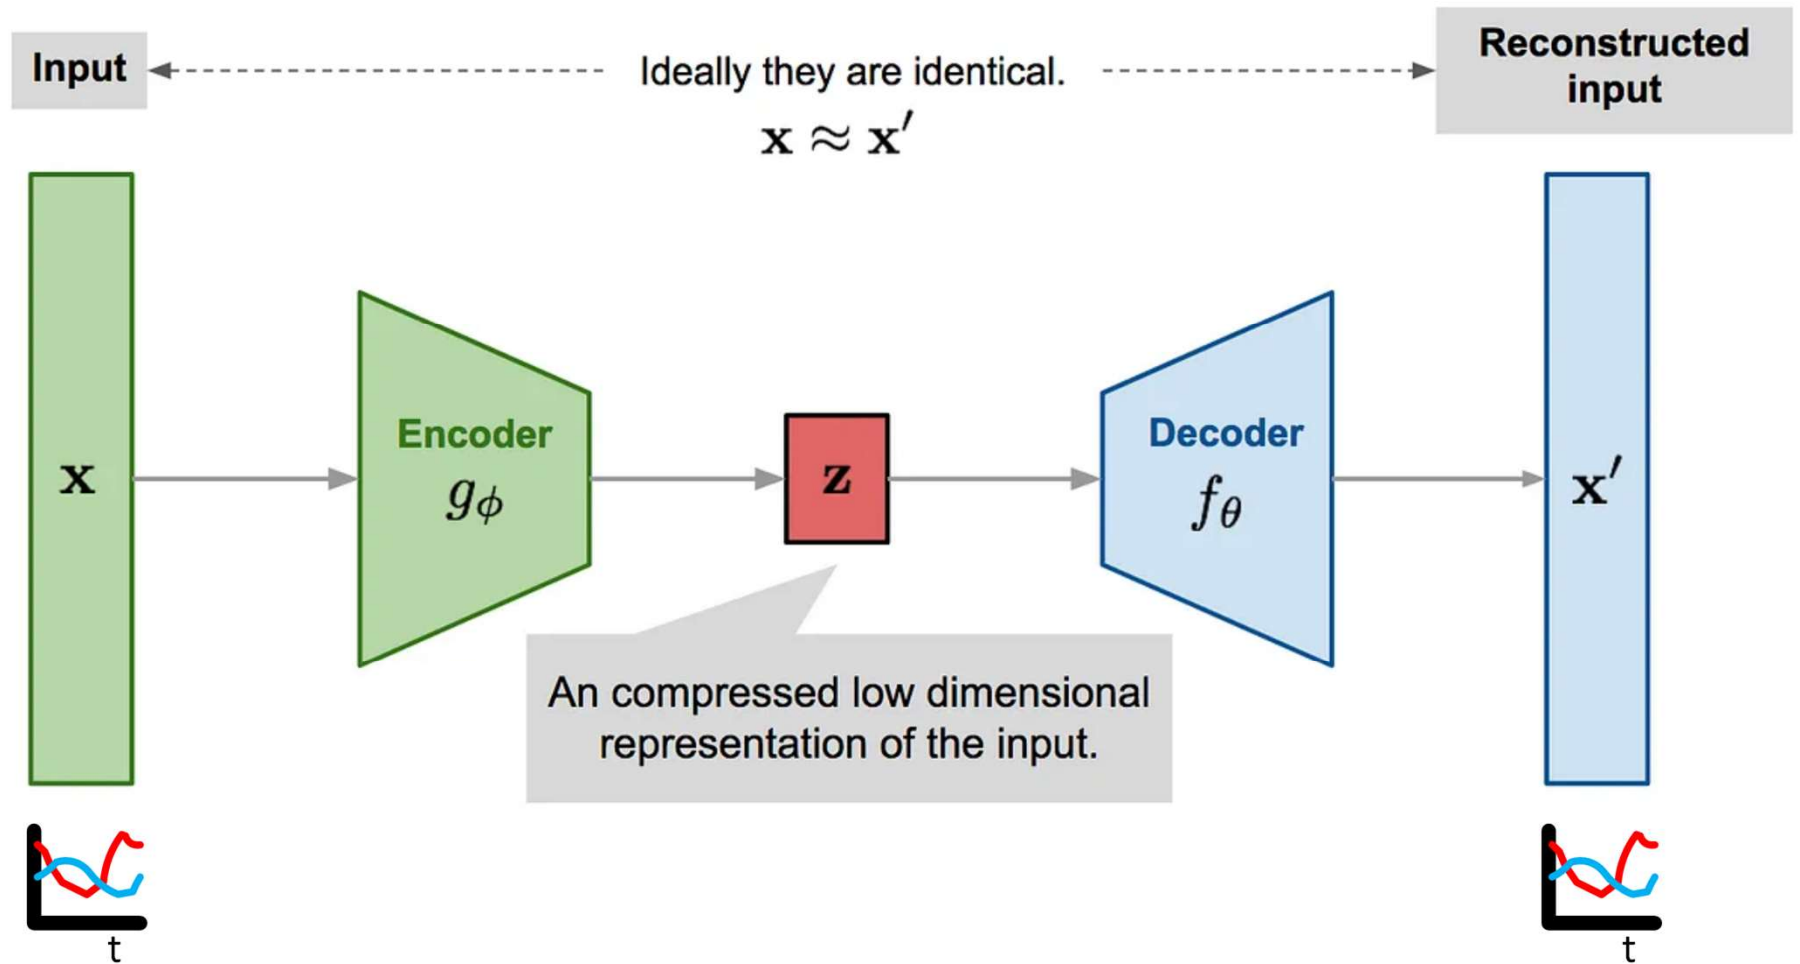 Input
Ideally they are identical.
x ≈ x′
Reconstructed
input
x
Encoder
gϕ
z
Decoder
fθ
x′
An compressed low dimensional
representation of the input.
t
t